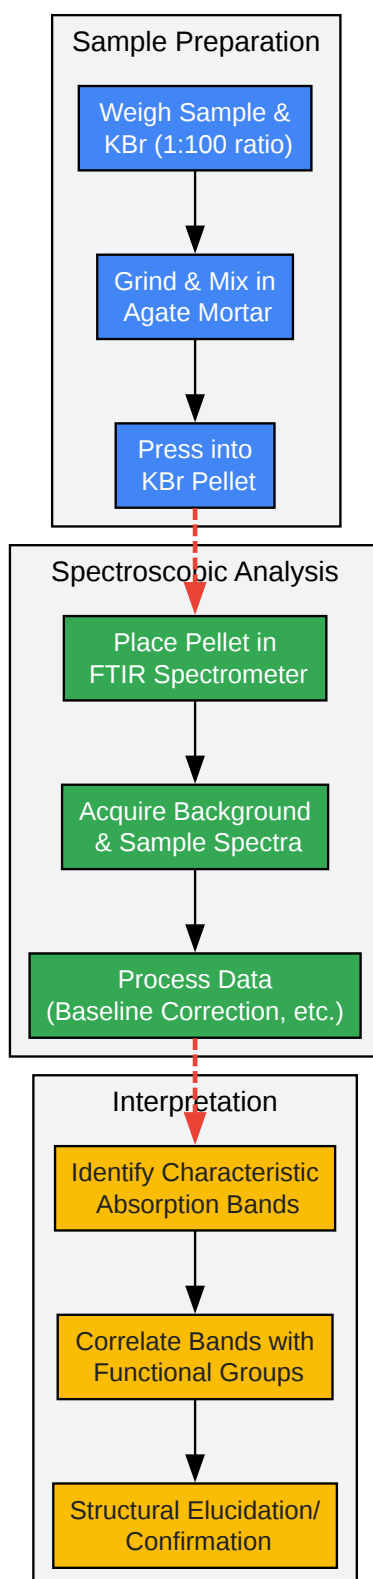 Sample Preparation
Weigh Sample &
KBr (1:100 ratio)
Grind & Mix in
Agate Mortar
Press into
KBr Pellet
Spectroscopic Analysis
Place Pellet in
FTIR Spectrometer
Acquire Background
& Sample Spectra
Process Data
(Baseline Correction, etc.)
Interpretation
Identify Characteristic
Absorption Bands
Correlate Bands with
Functional Groups
Structural Elucidation/
Confirmation